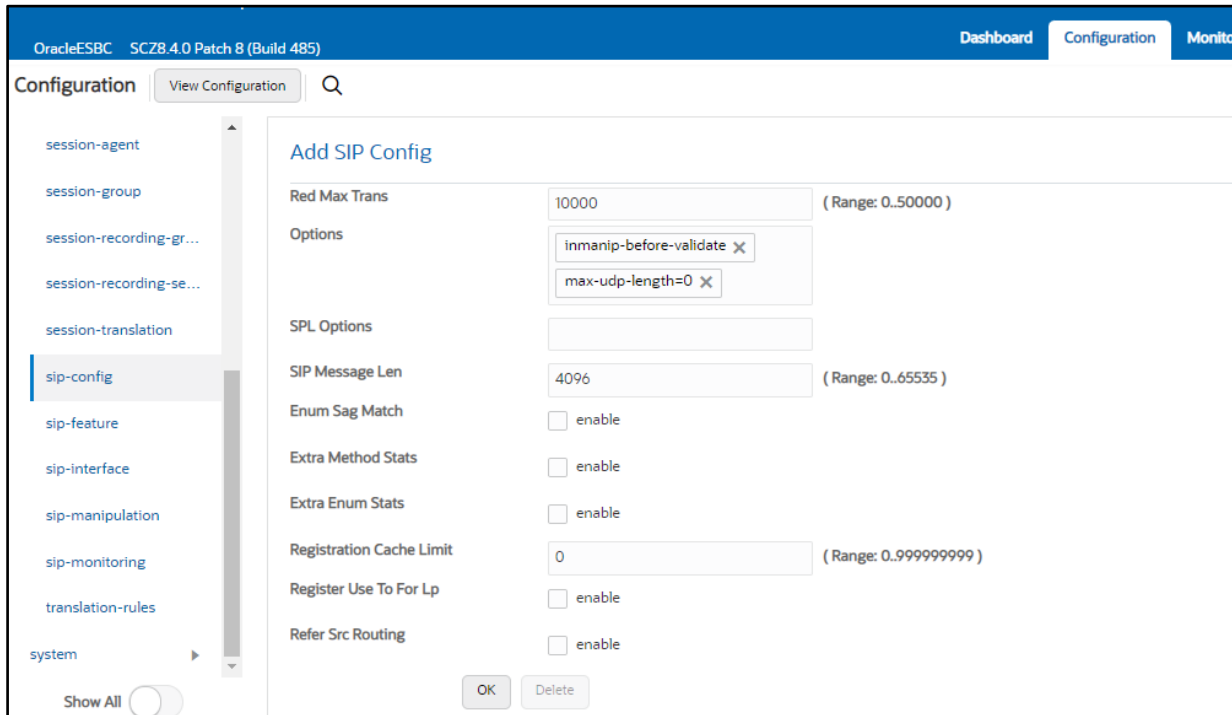 OracleESBC SCZ8.4.0 Patch 8 (Build 485)
Dashboard
Configuration
Monito
Configuration
View Configuration
session-agent
session-group
session-recording-gr...
session-recording-se...
session-translation
sip-config
sip-feature
sip-interface
sip-manipulation
sip-monitoring
translation-rules
system
Show All
Add SIP Config
Red Max Trans
10000
( Range: 0..50000 )
Options
inmanip-before-validate
max-udp-length=0
SPL Options
SIP Message Len
4096
( Range: 0..65535 )
Enum Sag Match
enable
Extra Method Stats
enable
Extra Enum Stats
enable
Registration Cache Limit
0
( Range: 0..999999999 )
Register Use To For Lp
enable
Refer Src Routing
enable
OK
Delete